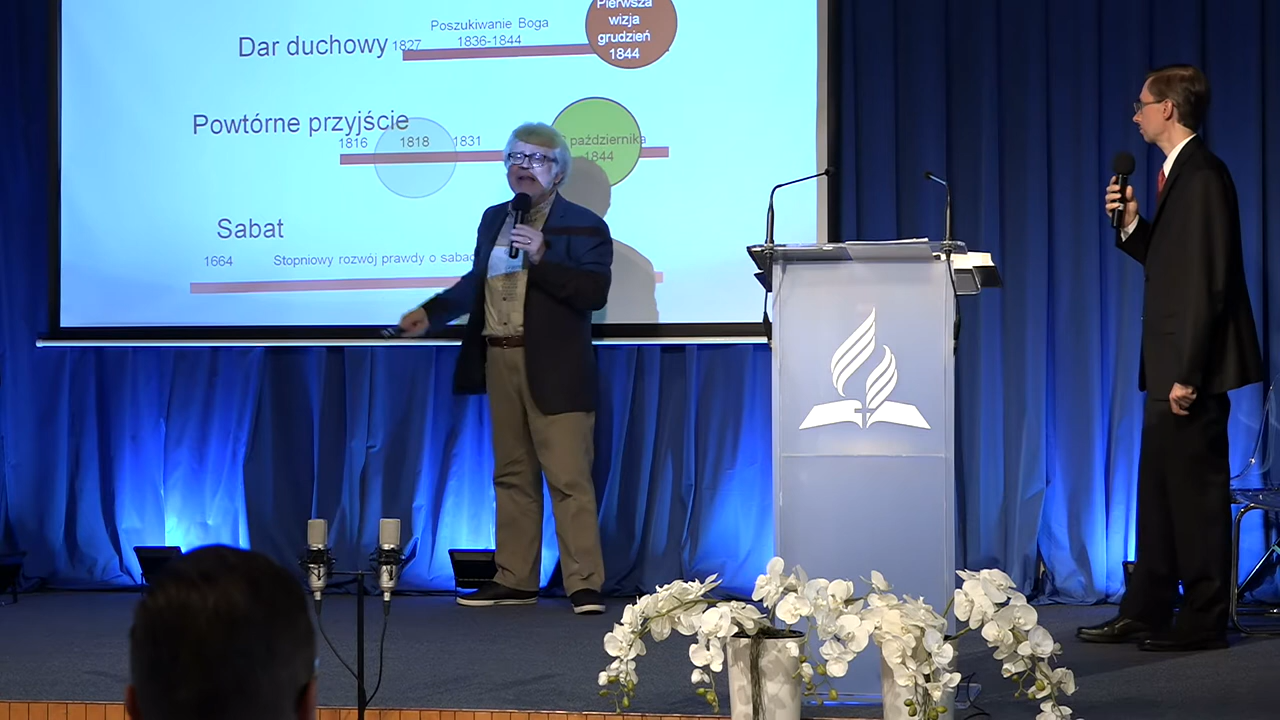 Pierwsza
wizja
grudzień
1844
Dar duchowy
1827
Poszukiwanie Boga
1836-1844
Powtórne przyjście
1816
1818
1831
października
1844
Sabat
1664
Stopniowy rozwój prawdy o